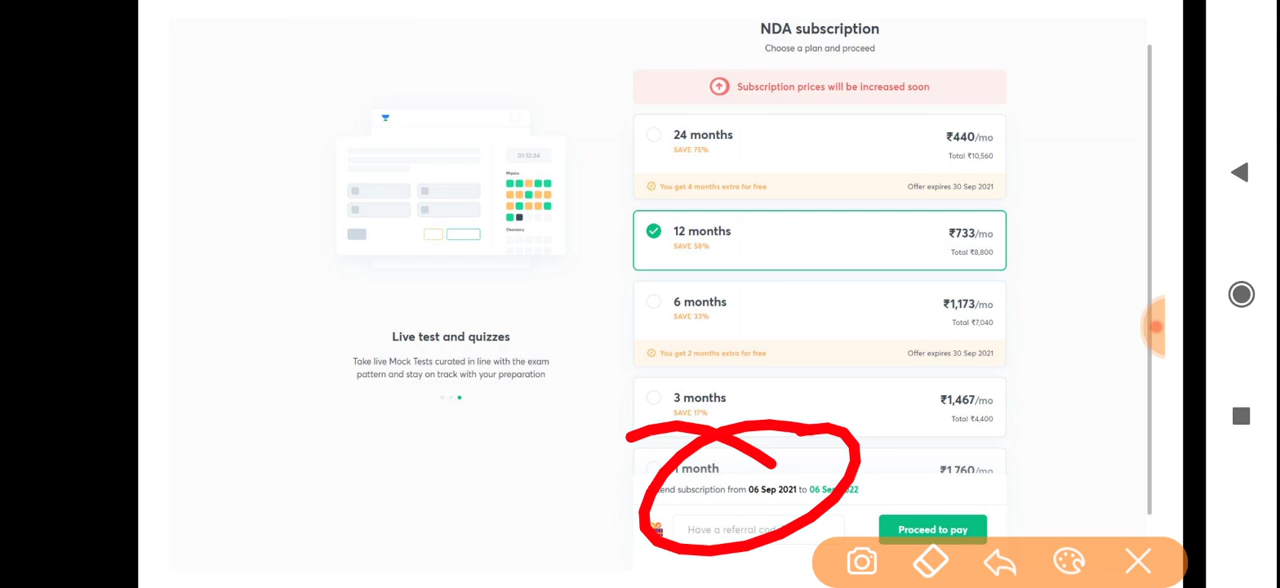 NDA subscription
Choose a plan and proceed
Subscription prices will be increased soon
24 months
₹440/mo
SAVE 75%
Total ₹10,560
You get 4 months extra for free
Offer expires 30 Sep 2021
12 months
₹733/mo
SAVE 58%
Total ₹8,800
6 months
₹1,173/mo
SAVE 33%
Total ₹7,040
You get 2 months extra for free
Offer expires 30 Sep 2021
3 months
₹1,467/mo
SAVE 17%
Total ₹4,400
month
₹1,760/mo
subscription from 06 Sep 2021 to 06
Have a referral code
Proceed to pay
01:12:34
Physics
Chemistry
Live test and quizzes
Take live Mock Tests curated in line with the exam
pattern and stay on track with your preparation